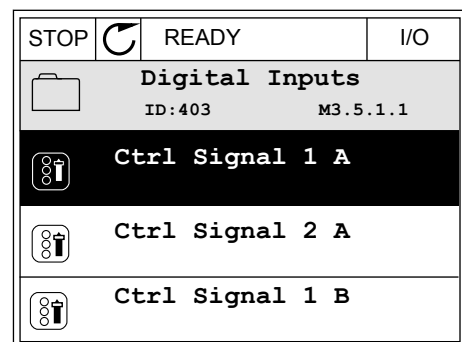 STOP READY I/O
Digital Inputs
ID:403 M3.5.1.1
Ctrl Signal 1 A
Ctrl Signal 2 A
Ctrl Signal 1 B